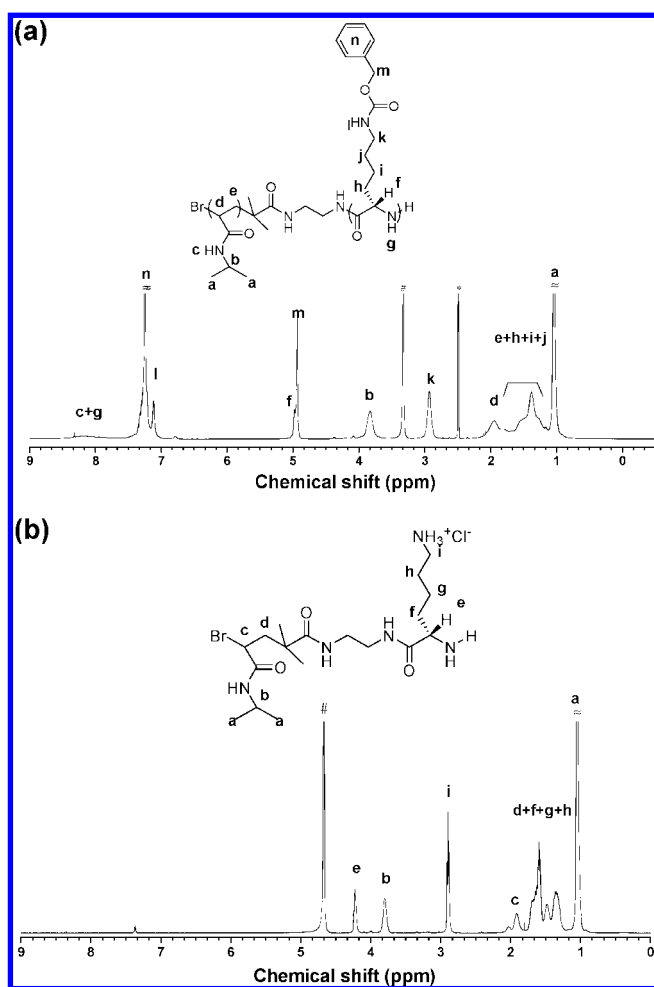 (a)
n
m
O
O
lHN
k
j
i
h
H
f
Br
d
e
O
N
H
H
N
H
N
H
O
g
c
HN
O
b
a
a
n
≈
#
*
a
≈
m
e+h+i+j
l
f
b
k
d
c+g
9 8 7 6 5 4 3 2 1 0
Chemical shift (ppm)
(b)
NH3+Cl-
i
h
g
f
H
e
Br
c
d
O
N
H
H
N
N
H
H
O
HN
O
b
a
a
#
a
≈
i
d+f+g+h
e
b
c
9 8 7 6 5 4 3 2 1 0
Chemical shift (ppm)